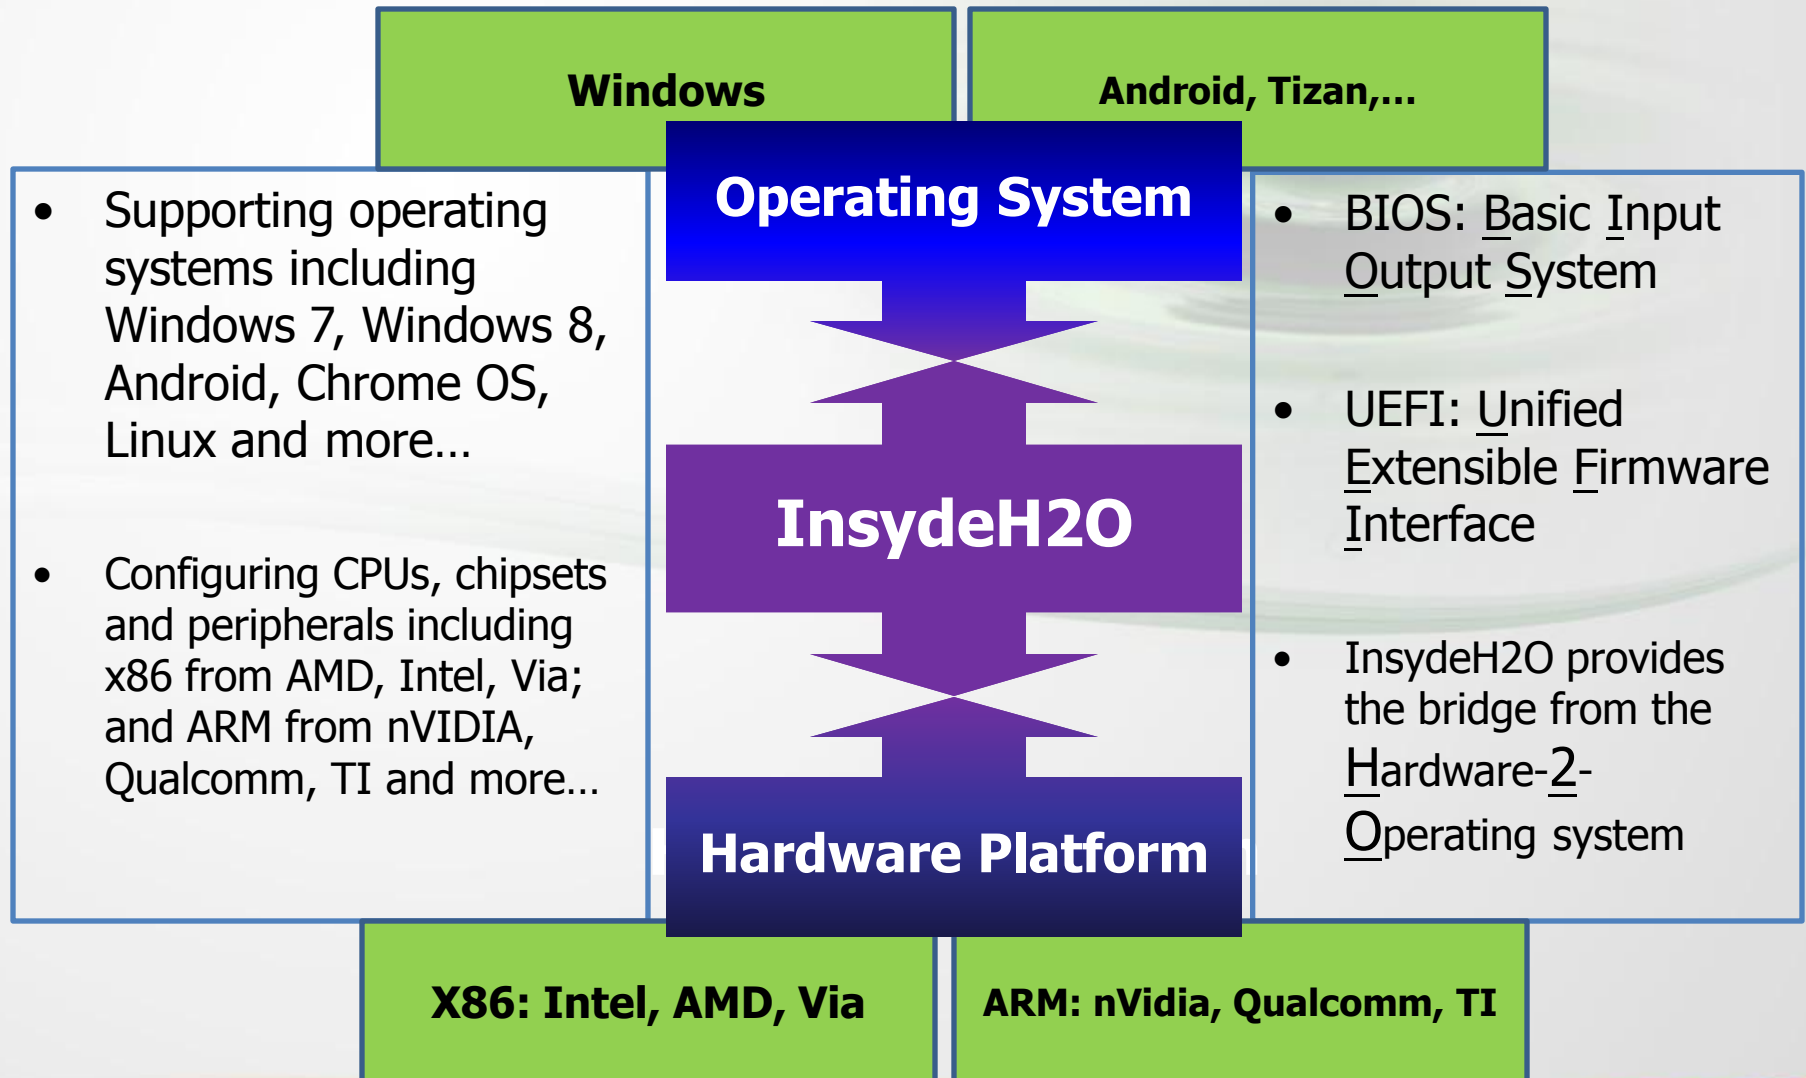 Windows
Android, Tizan,...
Operating System
• Supporting operating
systems including
Windows 7, Windows 8,
Android, Chrome OS,
Linux and more...
• Configuring CPUs, chipsets
and peripherals including
x86 from AMD, Intel, Via;
and ARM from nVIDIA,
Qualcomm, TI and more...
InsydeH2O
Hardware Platform
• BIOS: Basic Input
Output System
• UEFI: Unified
Extensible Firmware
Interface
• InsydeH2O provides
the bridge from the
Hardware-2-
Operating system
X86: Intel, AMD, Via
ARM: nVidia, Qualcomm, TI